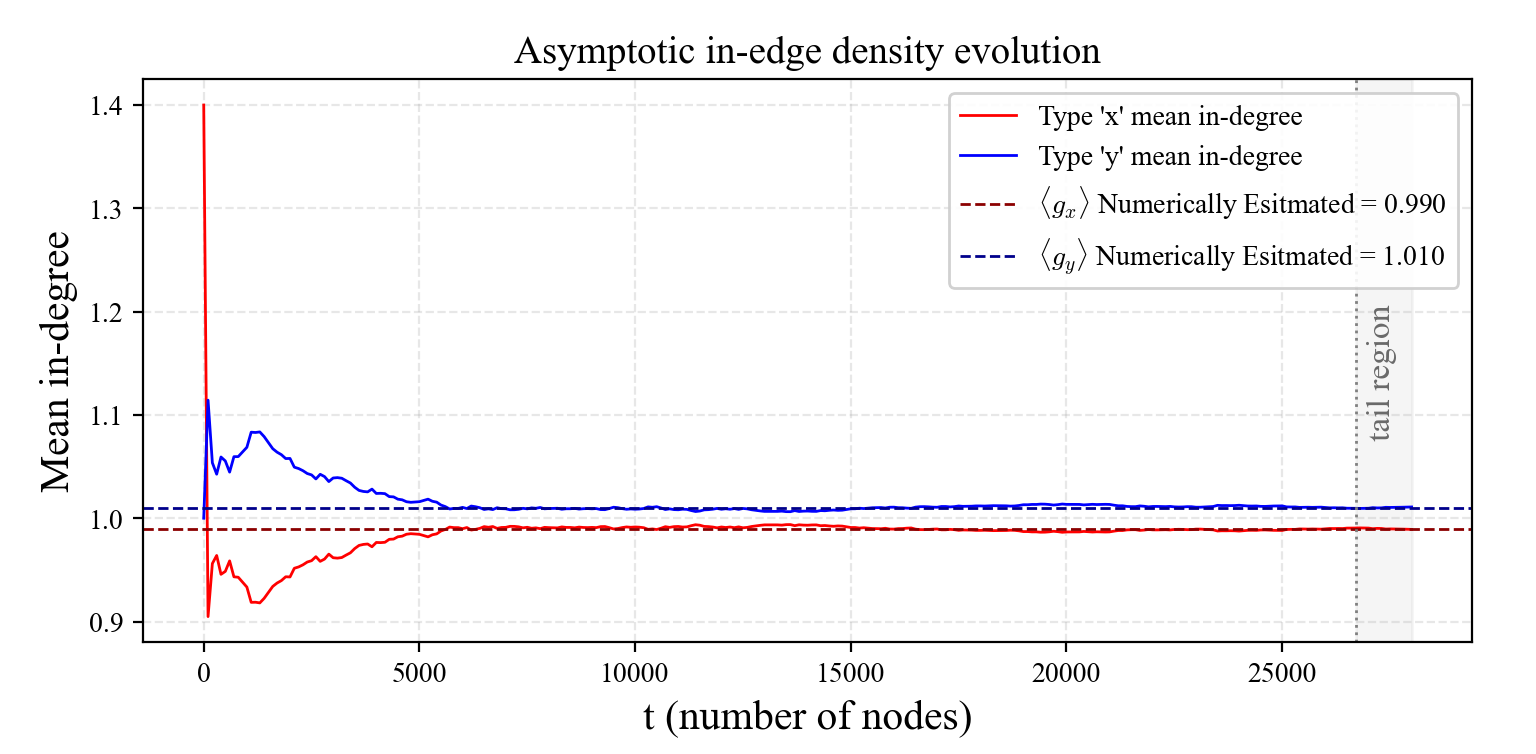 Asymptotic in-edge density evolution
Mean in-degree
1.4
1.3
1.2
1.1
1.0
0.9
Type 'x' mean in-degree
Type 'y' mean in-degree
⟨g_x⟩ Numerically Esitmated = 0.990
⟨g_y⟩ Numerically Esitmated = 1.010
tail region
0 5000 10000 15000 20000 25000
t (number of nodes)